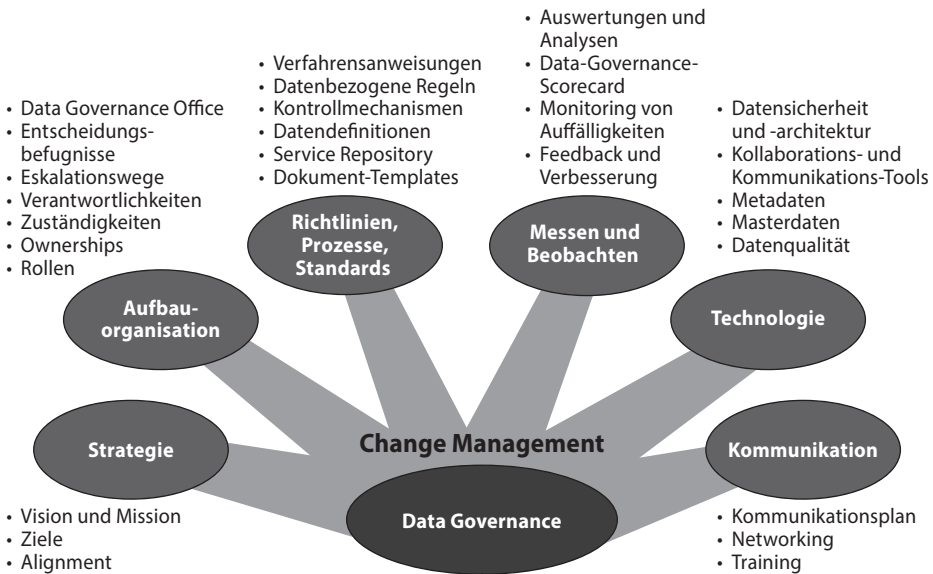 • Data Governance Office
• Entscheidungs-
befugnisse
• Eskalationswege
• Verantwortlichkeiten
• Zuständigkeiten
• Ownerships
• Rollen
• Verfahrensanweisungen
• Datenbezogene Regeln
• Kontrollmechanismen
• Datendefinitionen
• Service Repository
• Dokument-Templates
• Auswertungen und
Analysen
• Data-Governance-
Scorecard
• Monitoring von
Auffälligkeiten
• Feedback und
Verbesserung
• Datensicherheit
und -architektur
• Kollaborations- und
Kommunikations-Tools
• Metadaten
• Masterdaten
• Datenqualität
Richtlinien,
Prozesse,
Standards
Messen und
Beobachten
Aufbau-
organisation
Technologie
Strategie
Change Management
Kommunikation
Data Governance
• Vision und Mission
• Ziele
• Alignment
• Kommunikationsplan
• Networking
• Training